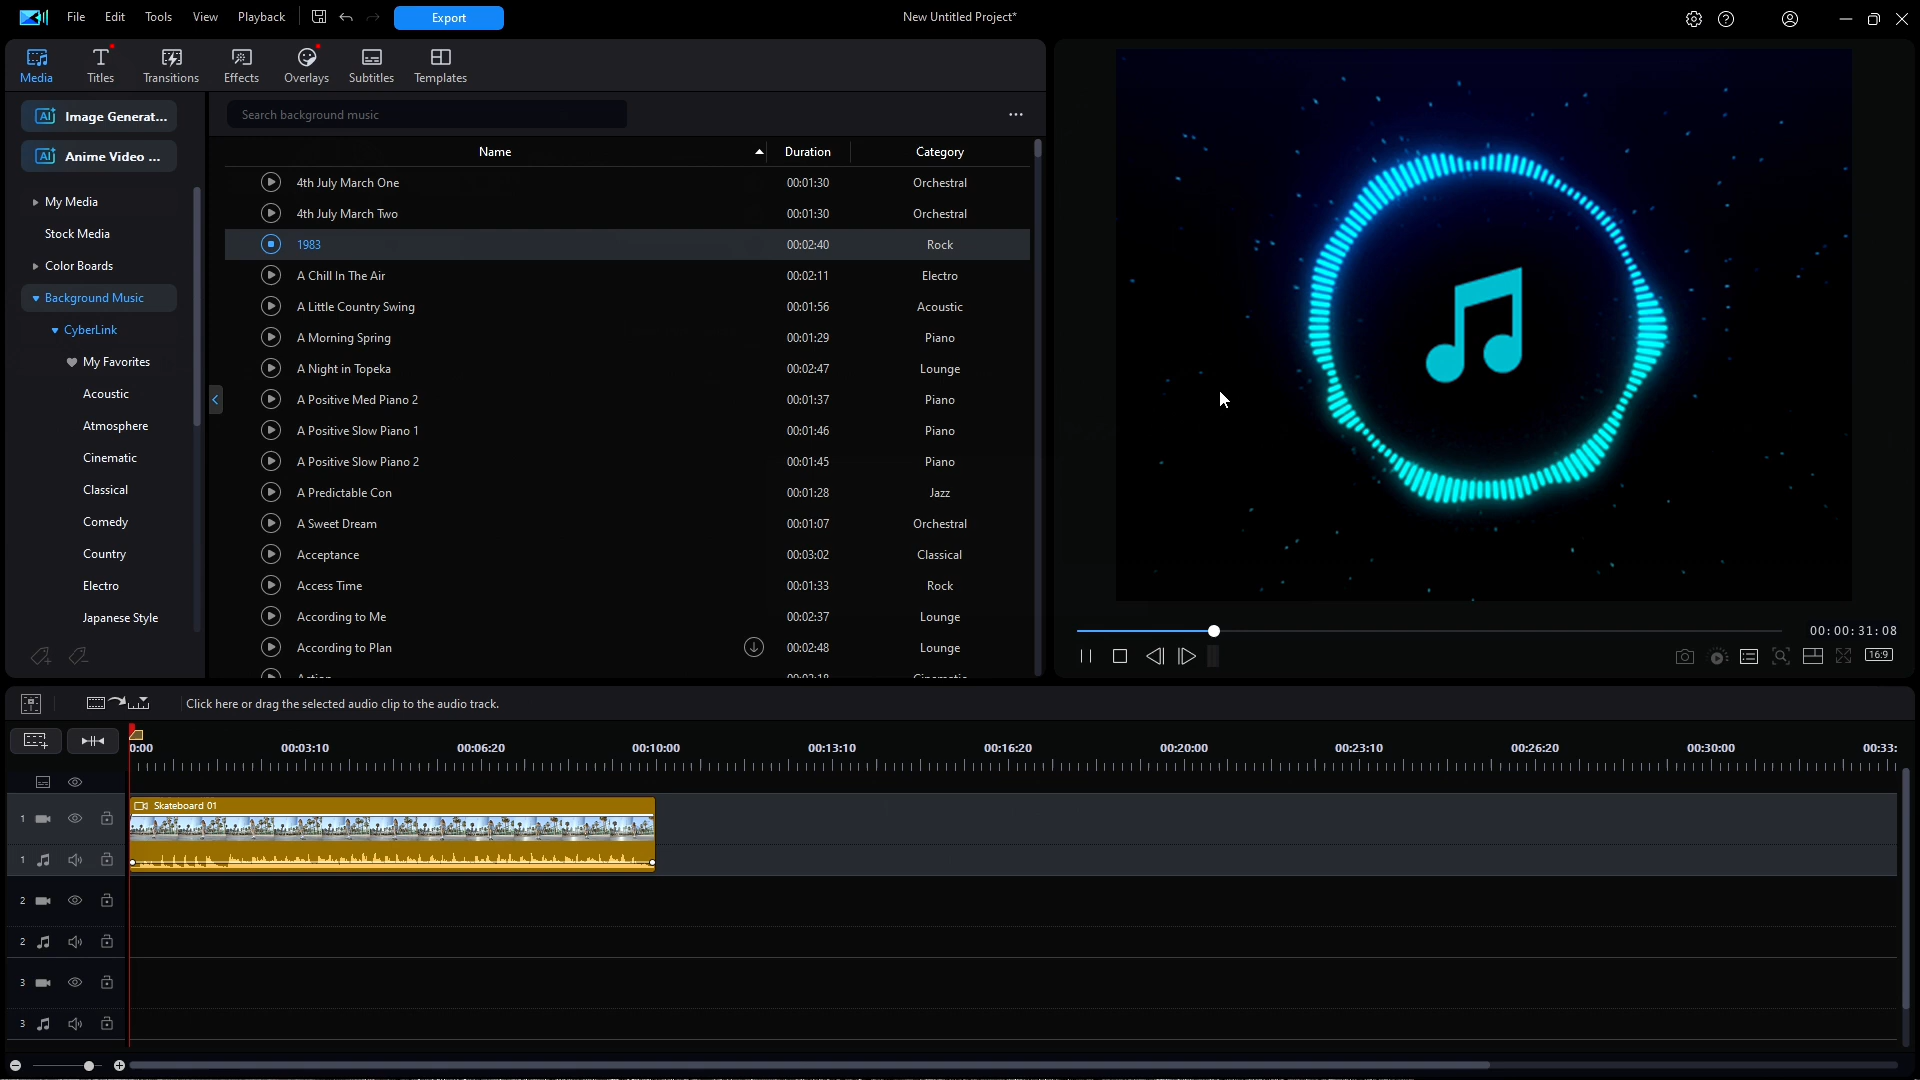 File Edit Tools View Playback Export New Untitled Project*
Media Titles Transitions Effects Overlays Subtitles Templates
AI Image Generat...
AI Anime Video ...
My Media
Stock Media
Color Boards
Background Music
CyberLink
My Favorites
Acoustic
Atmosphere
Cinematic
Classical
Comedy
Country
Electro
Japanese Style
Search background music
Name Duration Category
4th July March One 00:01:30 Orchestral
4th July March Two 00:01:30 Orchestral
1983 00:02:40 Rock
A Chill In The Air 00:02:11 Electro
A Little Country Swing 00:01:56 Acoustic
A Morning Spring 00:01:29 Piano
A Night in Topeka 00:02:47 Lounge
A Positive Med Piano 2 00:01:37 Piano
A Positive Slow Piano 1 00:01:46 Piano
A Positive Slow Piano 2 00:01:45 Piano
A Predictable Con 00:01:28 Jazz
A Sweet Dream 00:01:07 Orchestral
Acceptance 00:03:02 Classical
Access Time 00:01:33 Rock
According to Me 00:02:37 Lounge
According to Plan 00:02:48 Lounge
00:00:31:08
16:9
Click here or drag the selected audio clip to the audio track.
0:00 00:03:10 00:06:20 00:10:00 00:13:10 00:16:20 00:20:00 00:23:10 00:26:20 00:30:00 00:33:
Skateboard 01
1
1
2
2
3
3